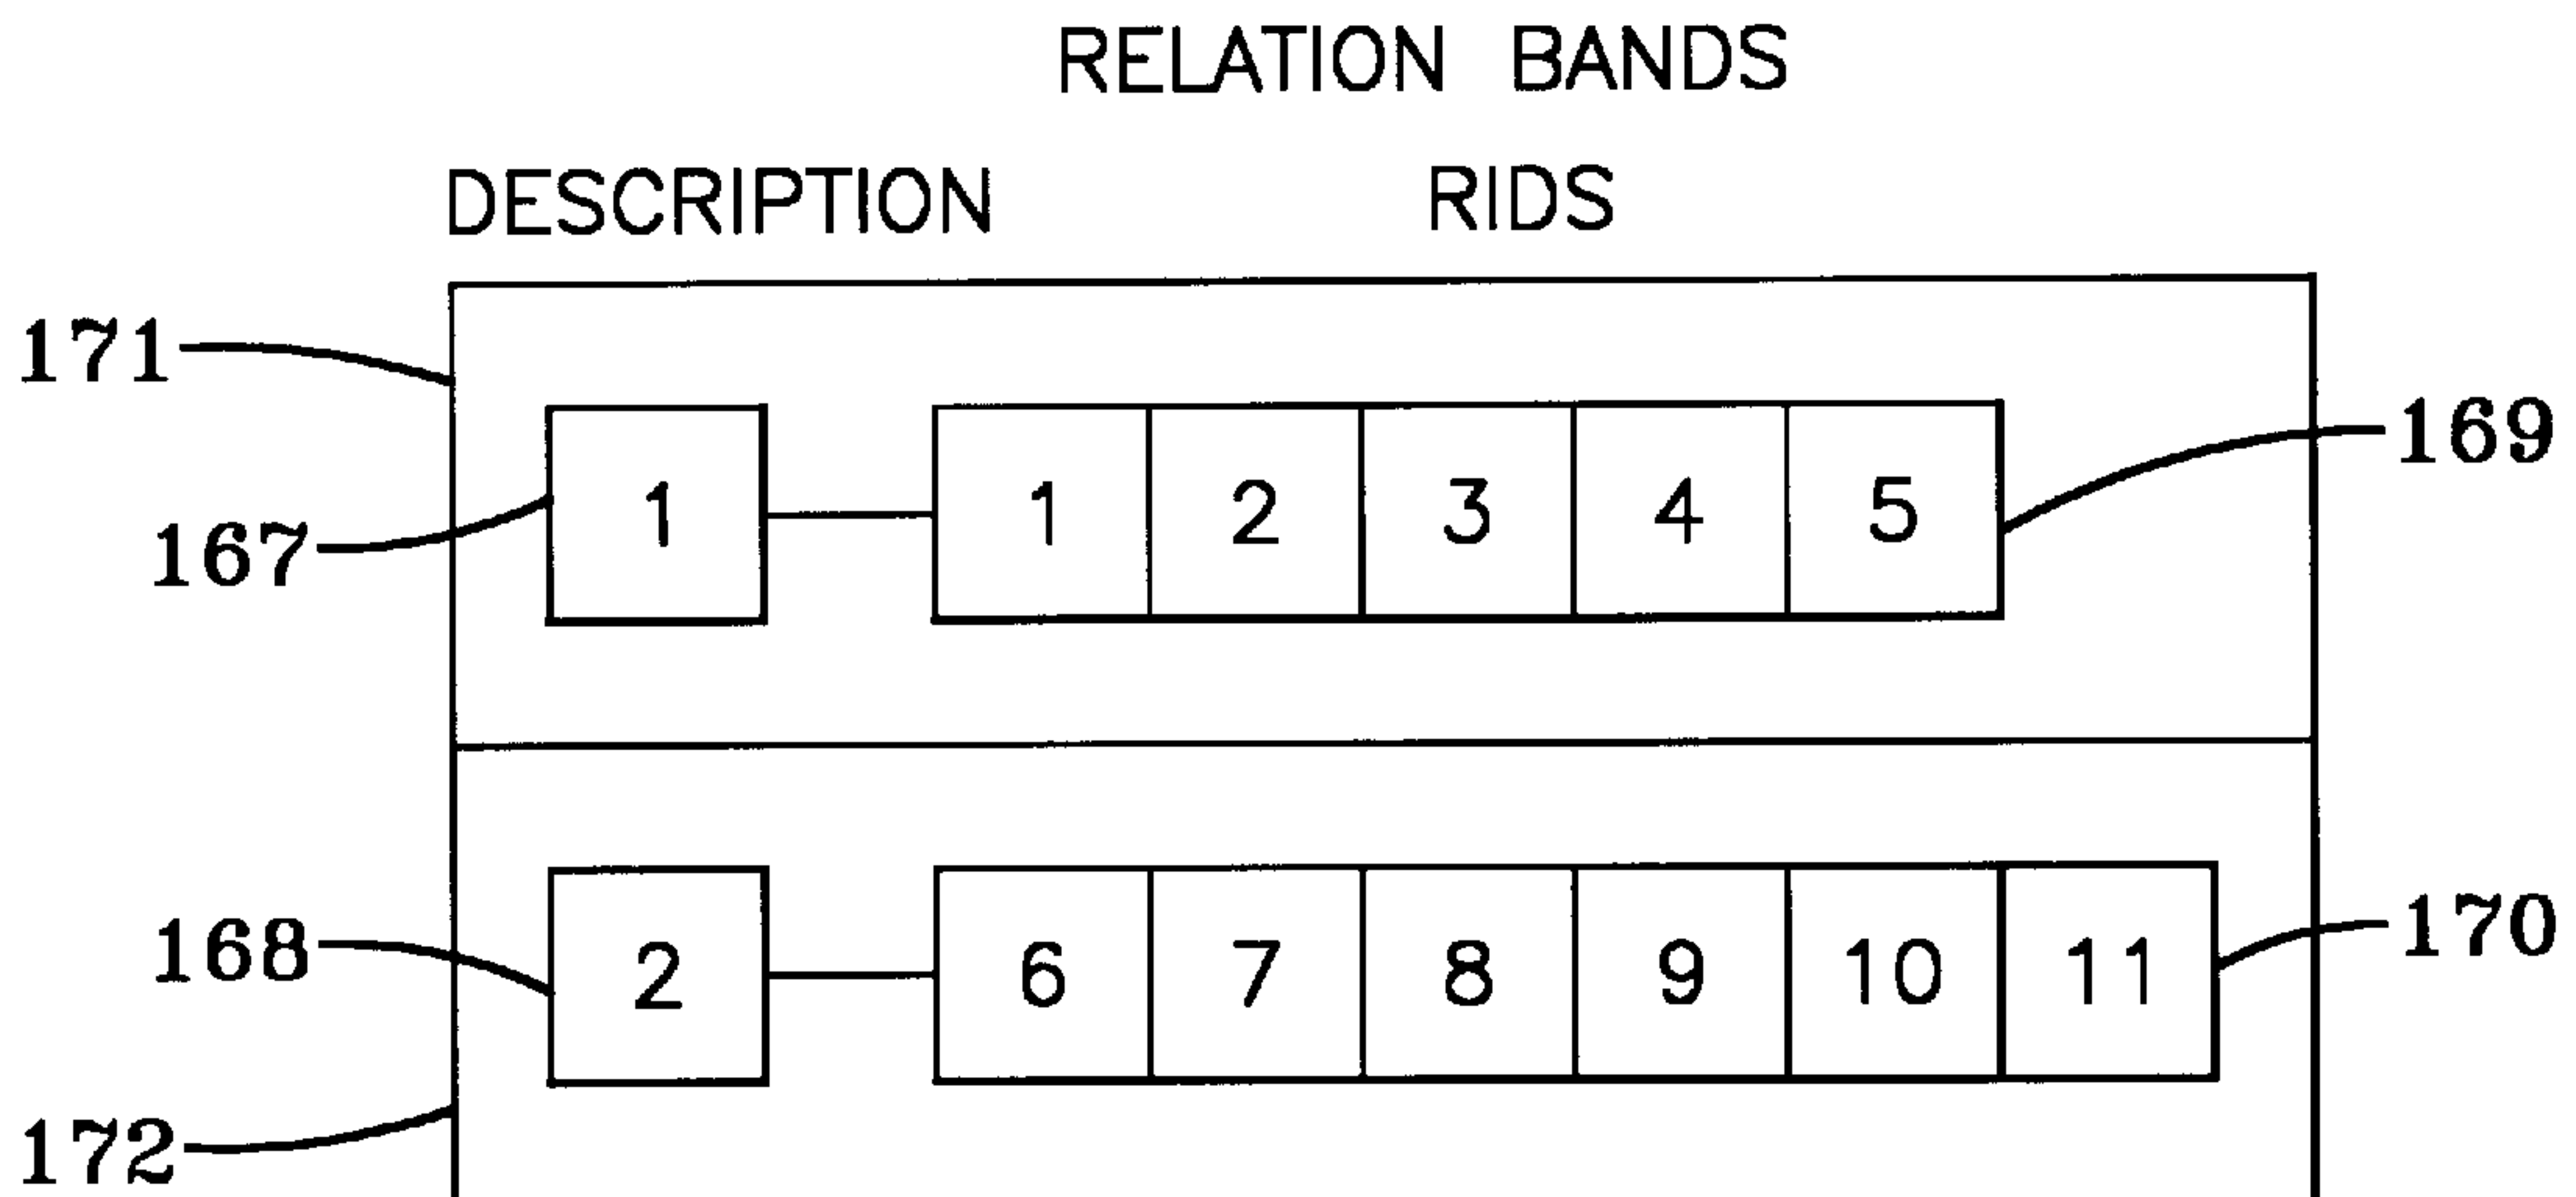 RELATION BANDS
DESCRIPTION RIDS
171
169
1 1 2 3 4 5
167
168 2 6 7 8 9 10 11 170
172